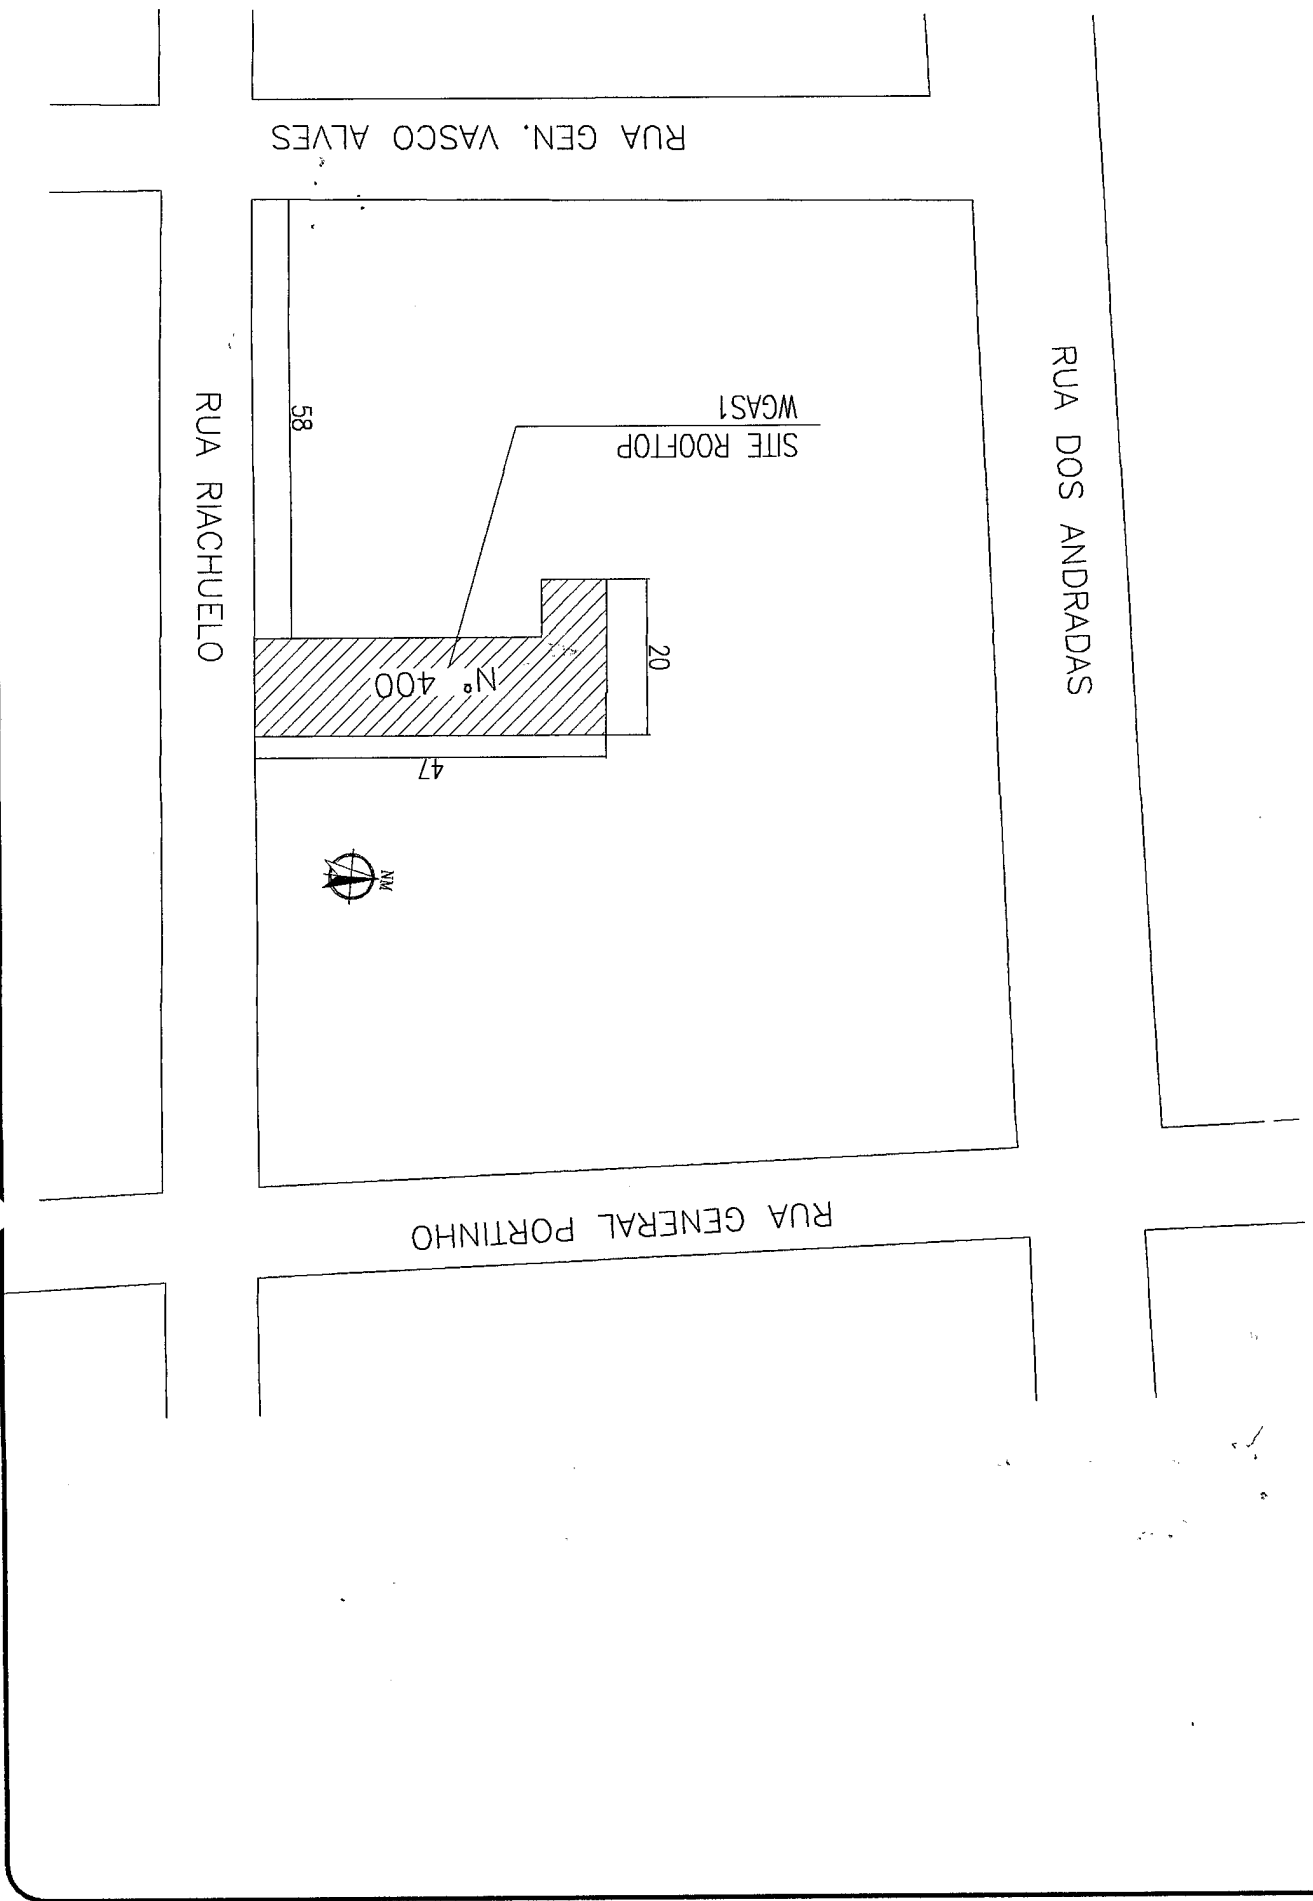 RUA GENERAL PORTINHO
NM
47
Nº 400
20
SITE ROOFTOP
WGAS1
58
RUA RIACHUELO
RUA DOS ANDRADAS
RUA GEN. VASCO ALVES